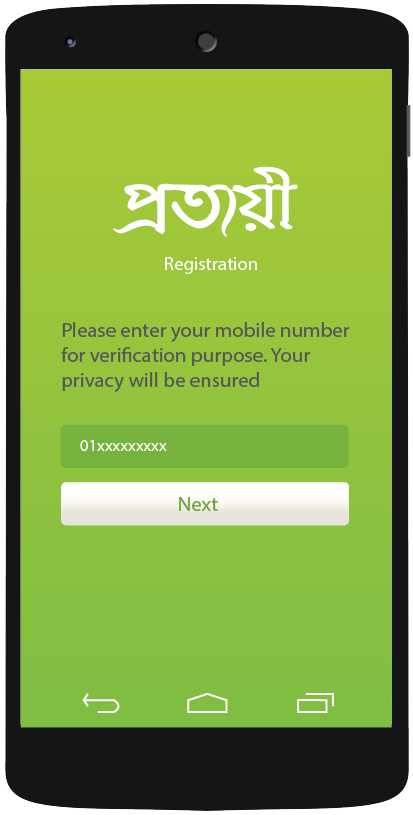 প্রত্যয়ী
Registration
Please enter your mobile number
for verification purpose. Your
privacy will be ensured
01xxxxxxxxx
Next